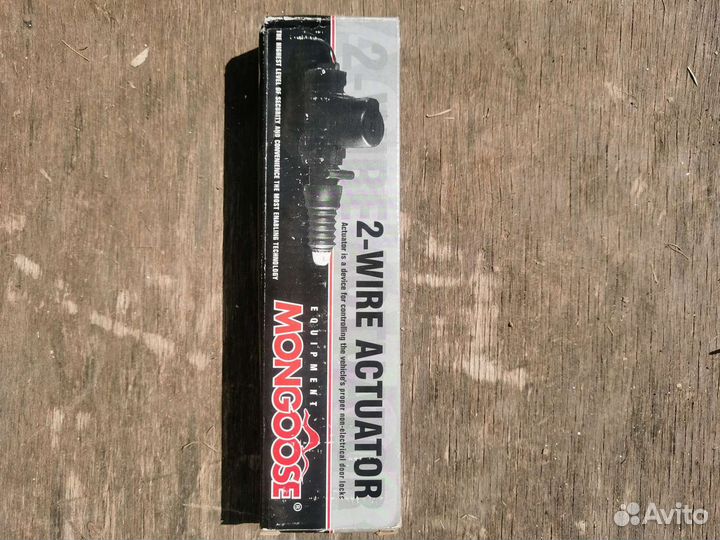 2-WIRE ACTUATOR
Actuator is a device for controlling the vehicle's proper non-electrical door locks
EQUIPMENT
MONGOOSE®
THE HIGHEST LEVEL OF SECURITY AND CONVENIENCE THE MOST ENABLING TECHNOLOGY
Avito